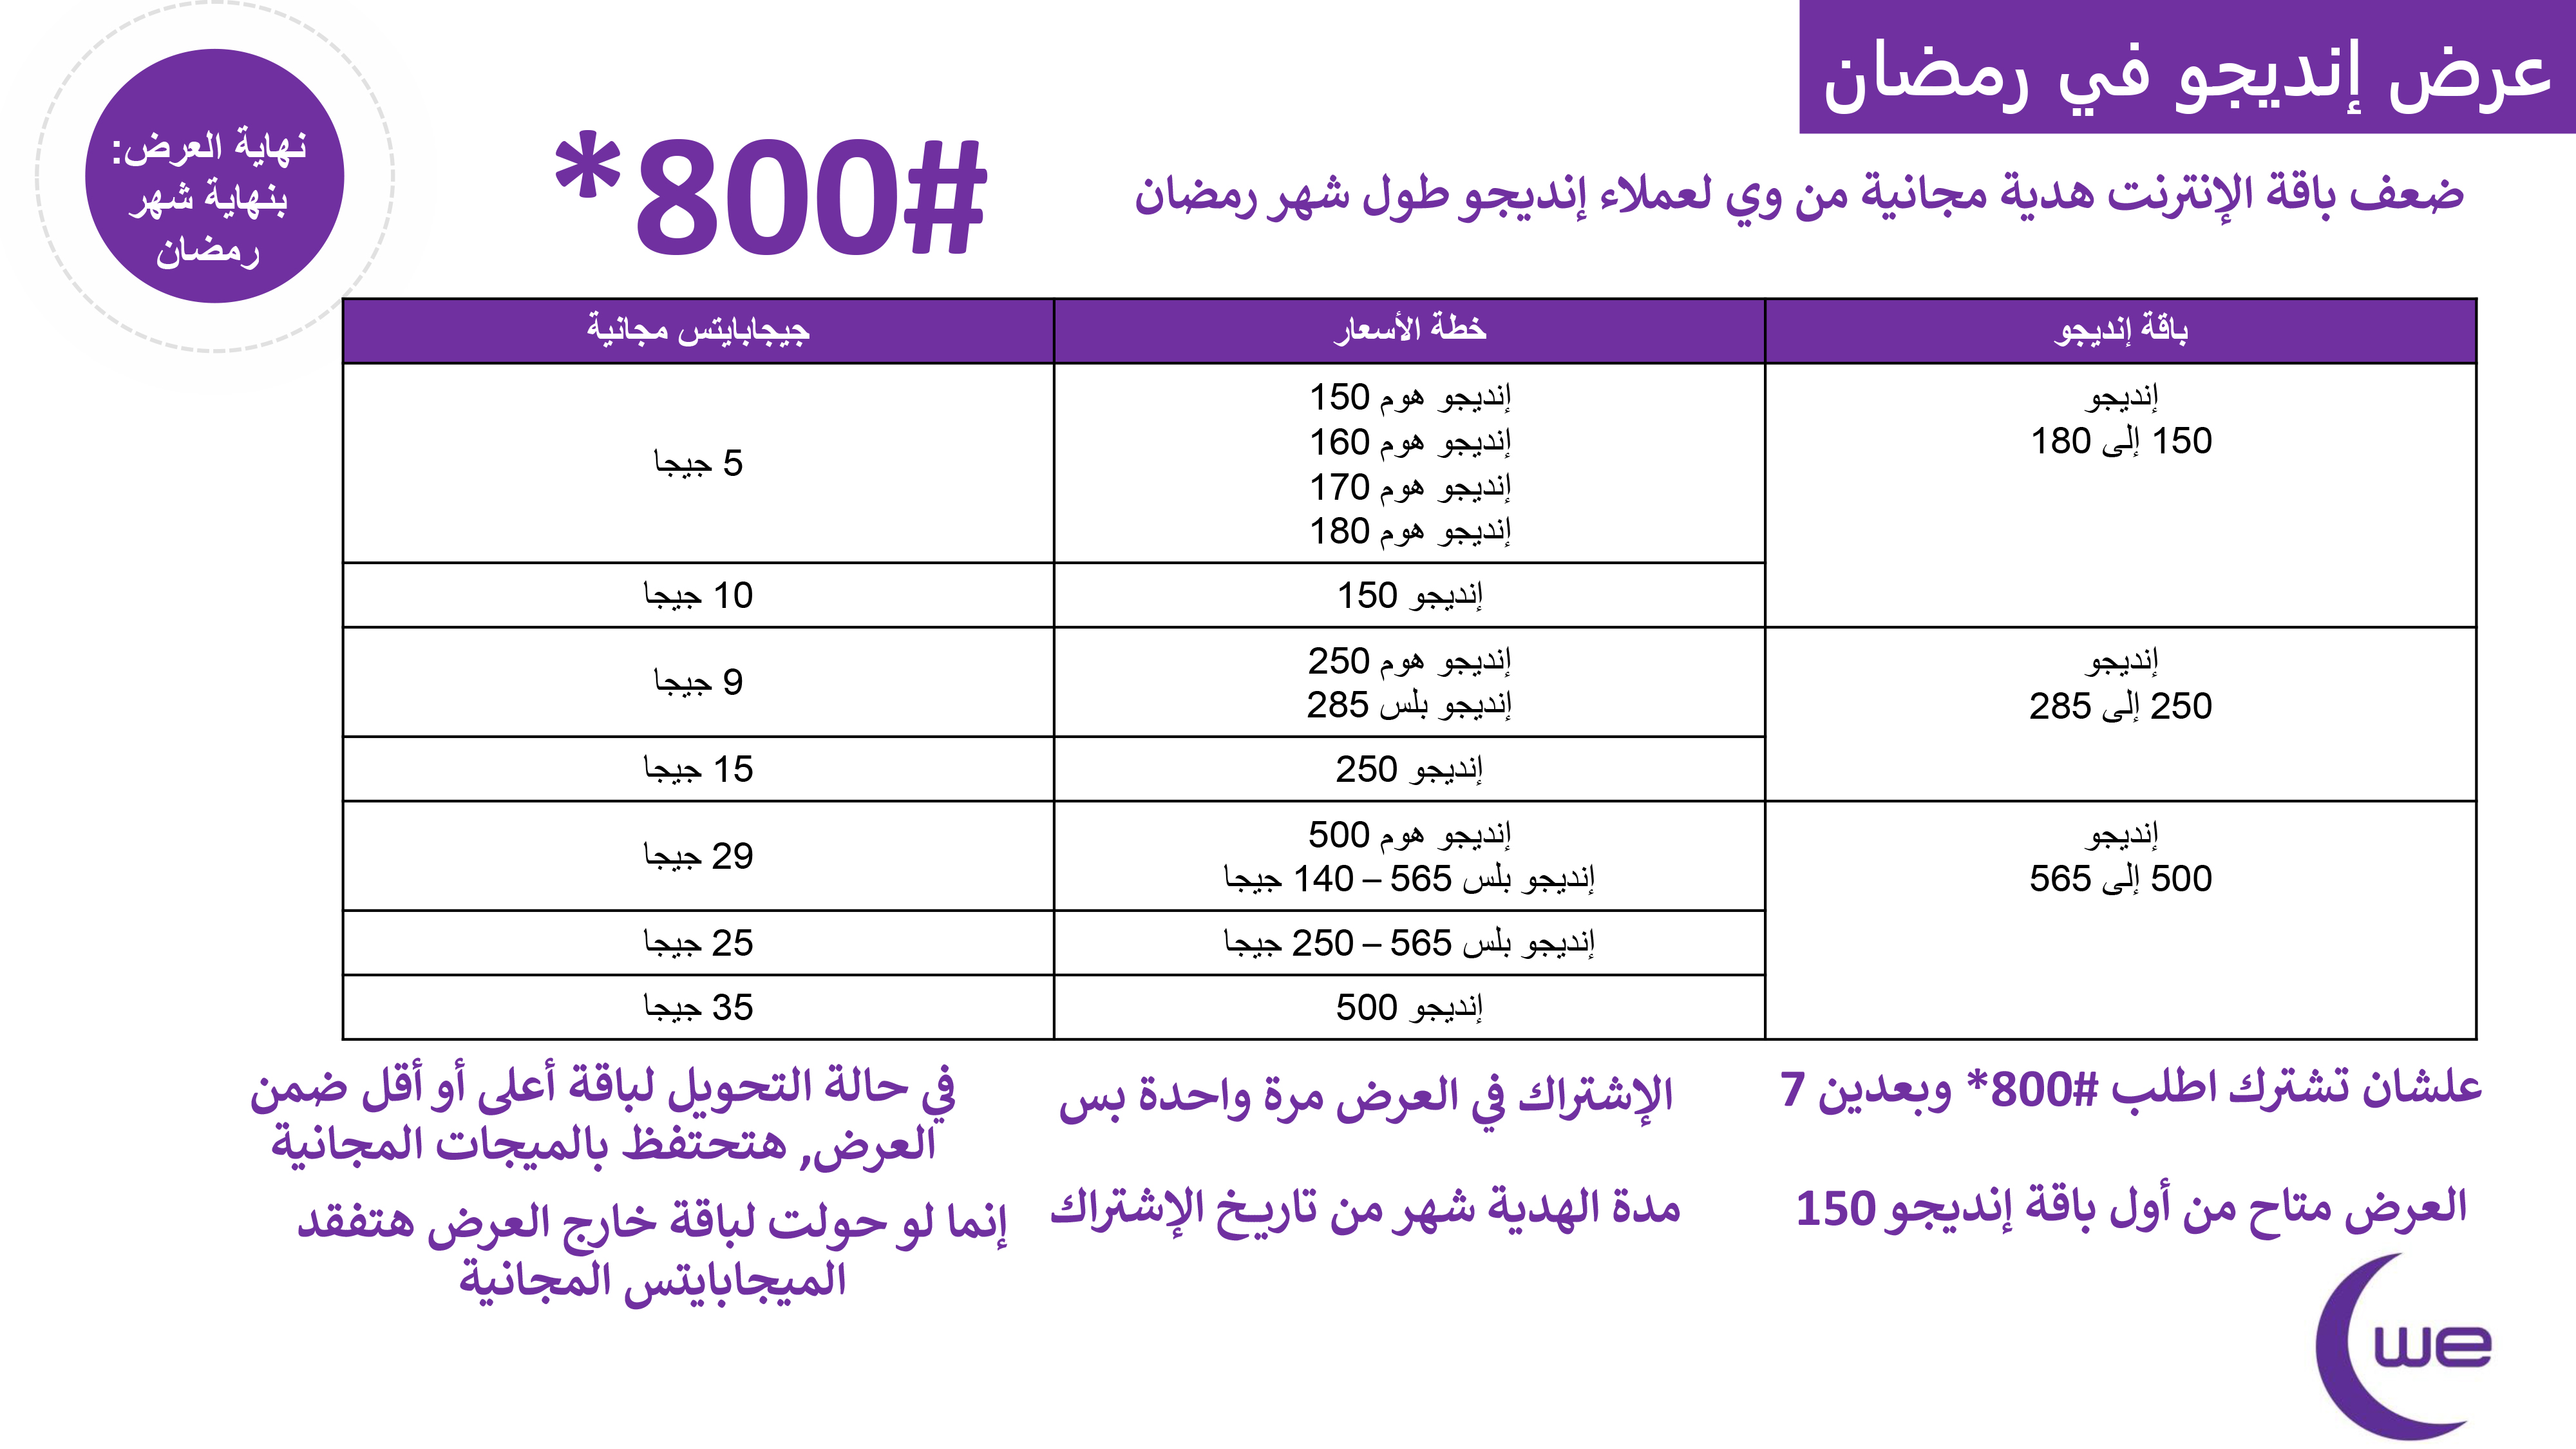 عرض إنديجو في رمضان
ضعف باقة الإنترنت هدية مجانية من وي لعملاء إنديجو طول شهر رمضان
*800#
نهاية العرض:
بنهاية شهر
رمضان
باقة إنديجو
خطة الأسعار
جيجابايتس مجانية
إنديجو
150 إلى 180
إنديجو هوم 150
إنديجو هوم 160
إنديجو هوم 170
إنديجو هوم 180
5 جيجا
إنديجو 150
10 جيجا
إنديجو
250 إلى 285
إنديجو هوم 250
إنديجو بلس 285
9 جيجا
إنديجو 250
15 جيجا
إنديجو
500 إلى 565
إنديجو هوم 500
إنديجو بلس 565 – 140 جيجا
29 جيجا
إنديجو بلس 565 – 250 جيجا
25 جيجا
إنديجو 500
35 جيجا
علشان تشترك اطلب #800* وبعدين 7
العرض متاح من أول باقة إنديجو 150
الإشتراك في العرض مرة واحدة بس
مدة الهدية شهر من تاريخ الإشتراك
في حالة التحويل لباقة أعلى أو أقل ضمن
العرض, هتحتفظ بالميجات المجانية
إنما لو حولت لباقة خارج العرض هتفقد
الميجابايتس المجانية
we